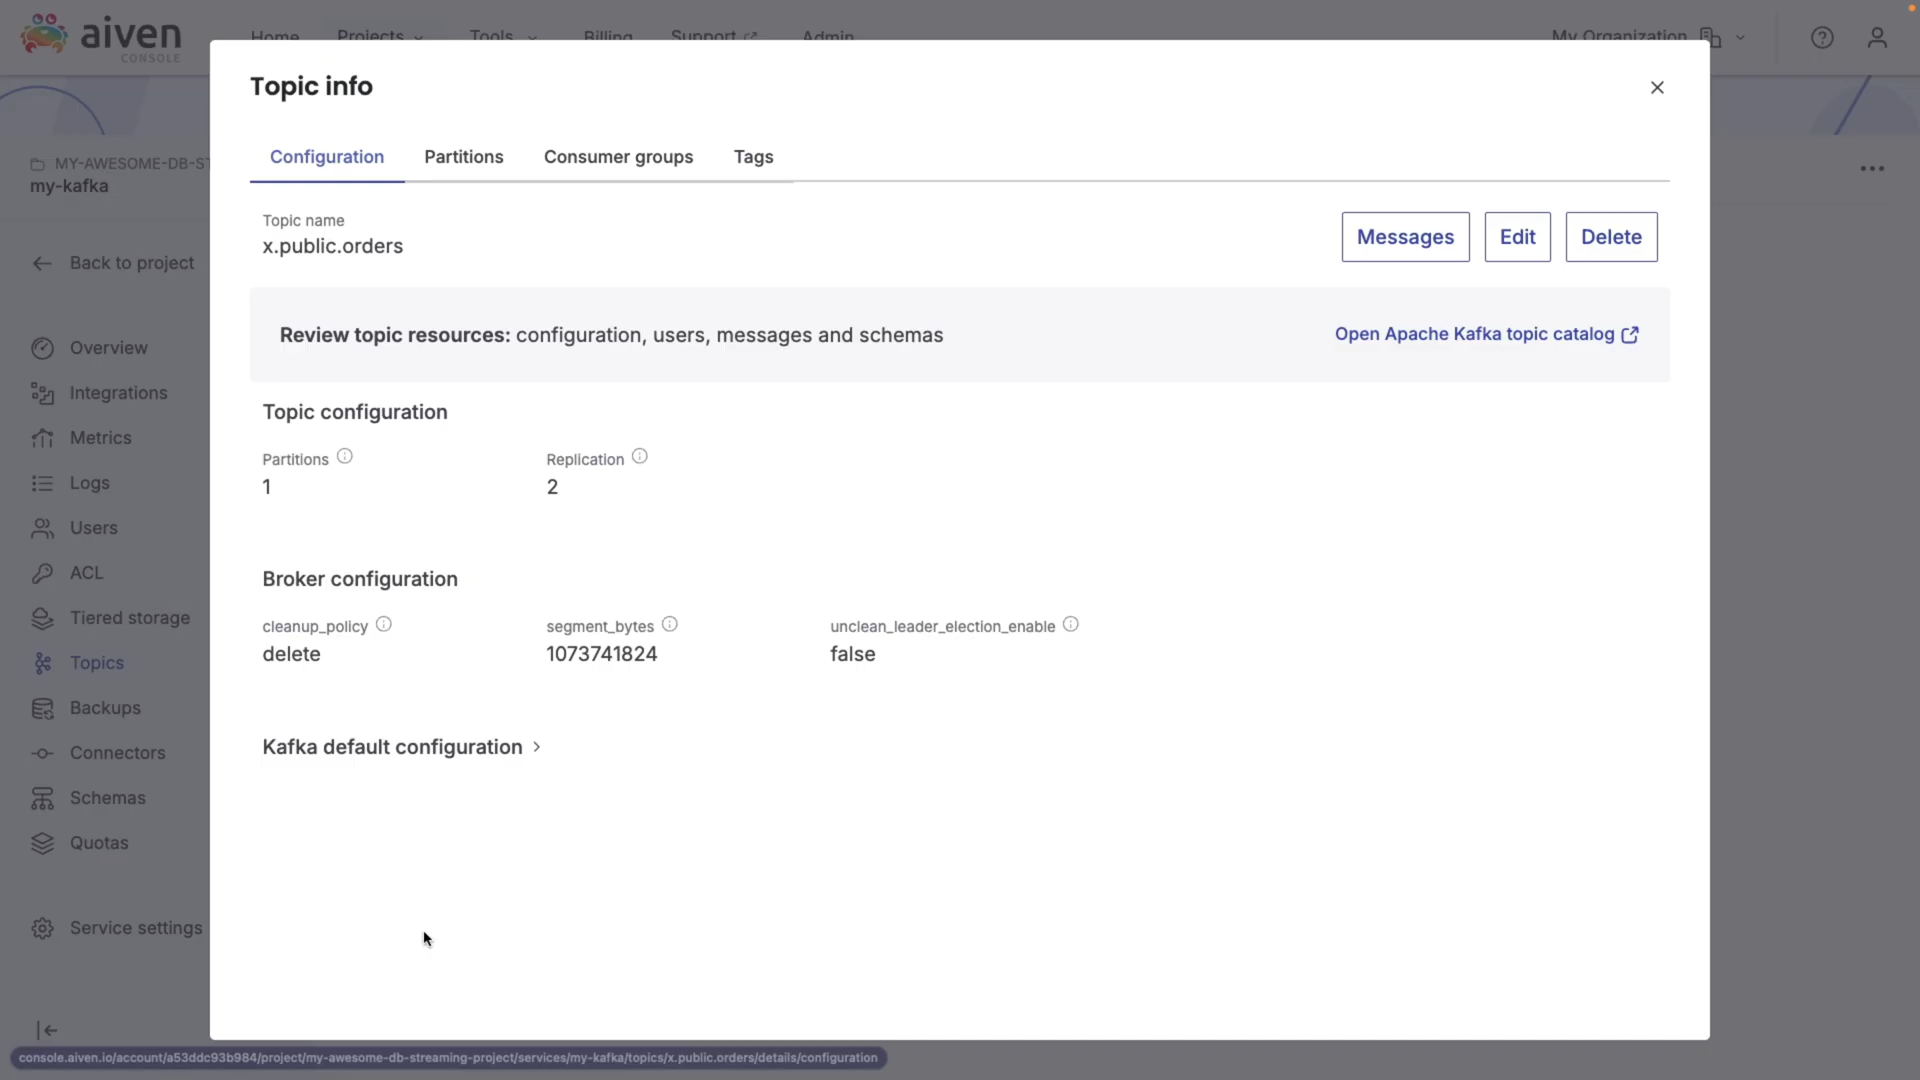 aiven
CONSOLE
Home
Projects
Tools
Billing
Support
Admin
My Organization
MY-AWESOME-DB-ST
my-kafka
Back to project
Overview
Integrations
Metrics
Logs
Users
ACL
Tiered storage
Topics
Backups
Connectors
Schemas
Quotas
Service settings
Topic info
Configuration
Partitions
Consumer groups
Tags
Topic name
x.public.orders
Messages
Edit
Delete
Review topic resources: configuration, users, messages and schemas
Open Apache Kafka topic catalog
Topic configuration
Partitions
1
Replication
2
Broker configuration
cleanup_policy
delete
segment_bytes
1073741824
unclean_leader_election_enable
false
Kafka default configuration
console.aiven.io/account/a53ddc93b984/project/my-awesome-db-streaming-project/services/my-kafka/topics/x.public.orders/details/configuration